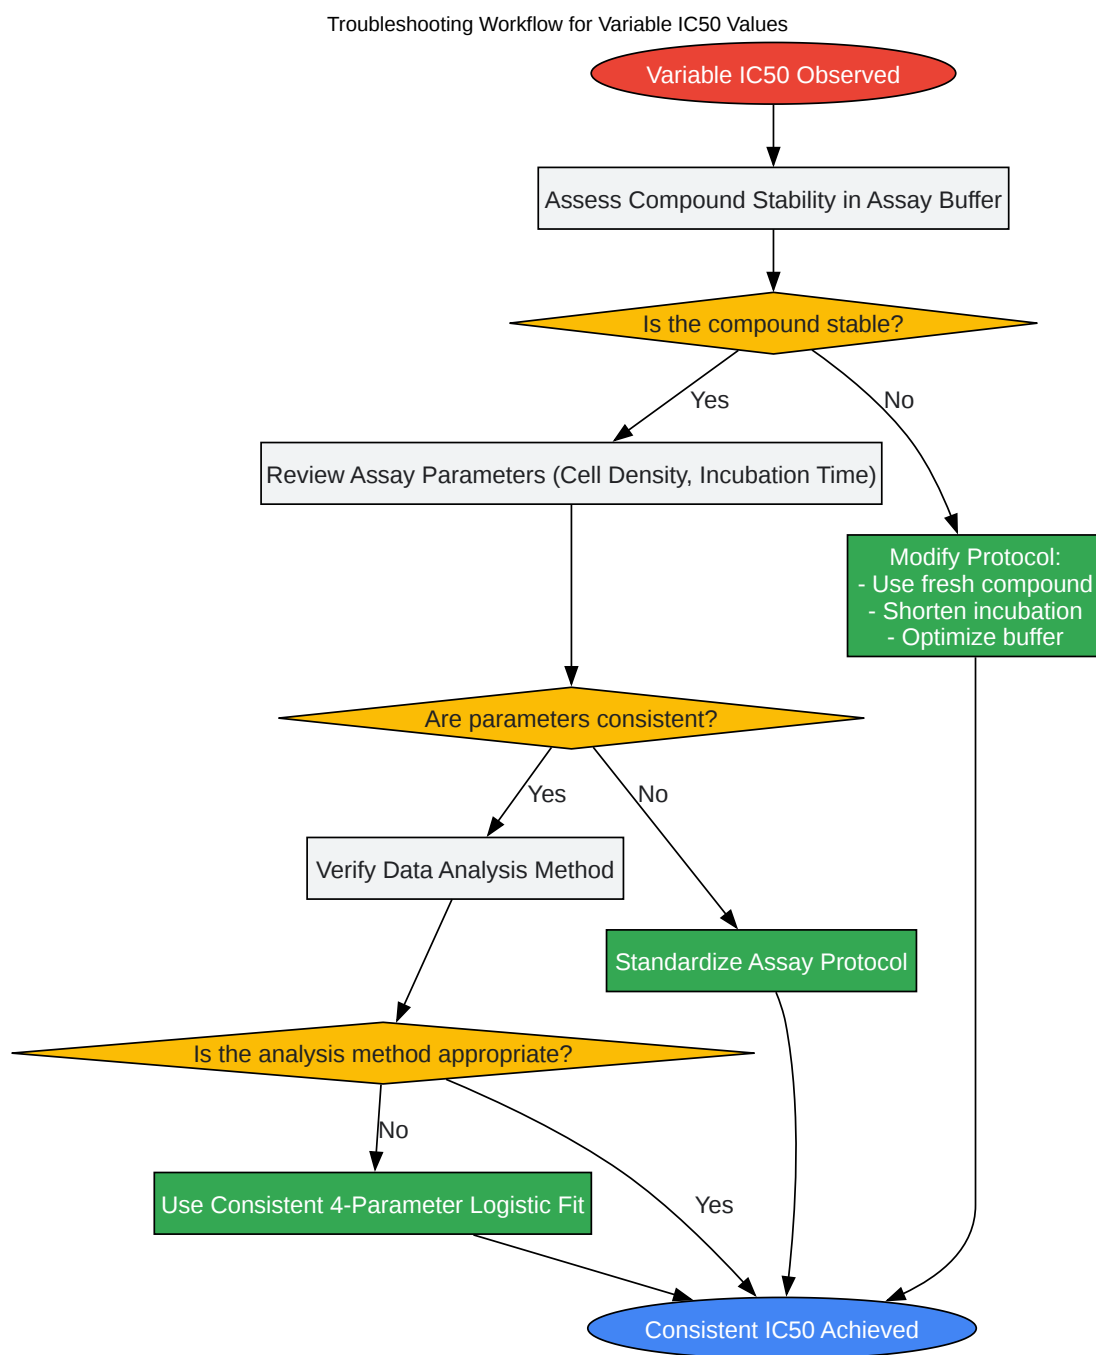 Troubleshooting Workflow for Variable IC50 Values
Variable IC50 Observed
Assess Compound Stability in Assay Buffer
Is the compound stable?
Yes
No
Review Assay Parameters (Cell Density, Incubation Time)
Modify Protocol:
- Use fresh compound
- Shorten incubation
- Optimize buffer
Are parameters consistent?
Yes
No
Verify Data Analysis Method
Standardize Assay Protocol
Is the analysis method appropriate?
No
Yes
Use Consistent 4-Parameter Logistic Fit
Consistent IC50 Achieved